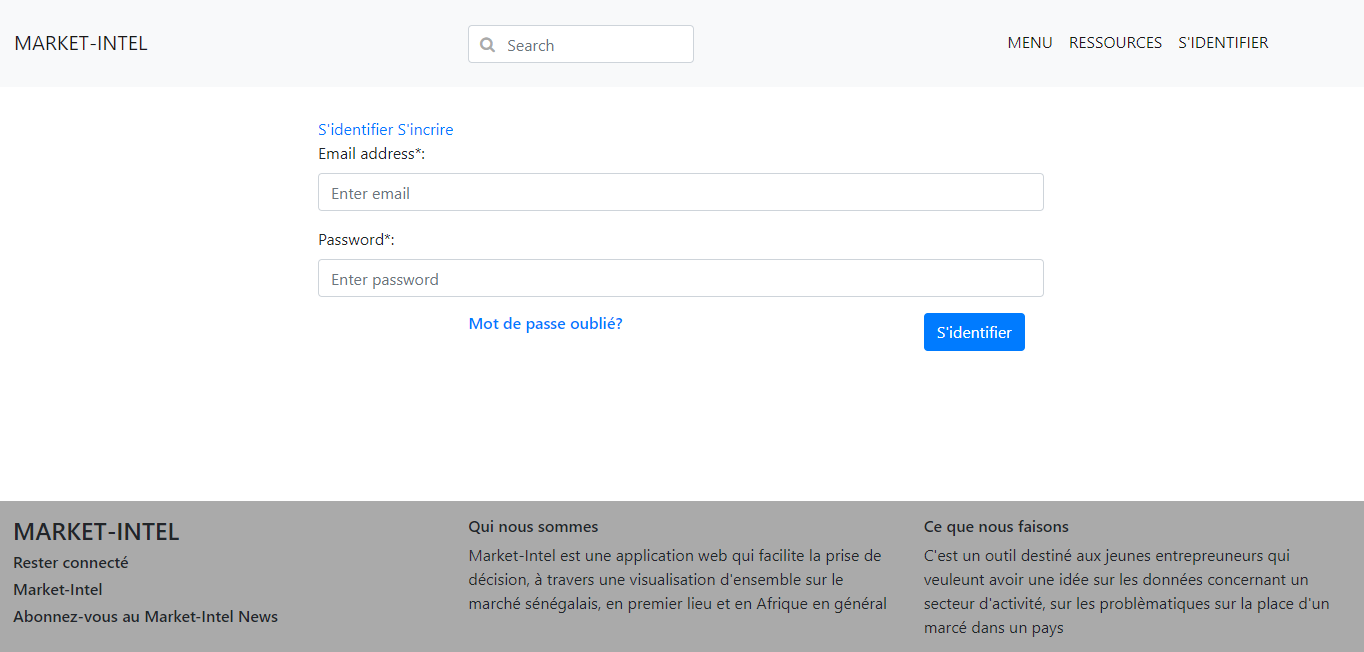 MARKET-INTEL
Search
MENU RESSOURCES S'IDENTIFIER
S'identifier S'incrire
Email address*:
Enter email
Password*:
Enter password
Mot de passe oublié?
S'identifier
MARKET-INTEL
Rester connecté
Market-Intel
Abonnez-vous au Market-Intel News
Qui nous sommes
Market-Intel est une application web qui facilite la prise de
décision, à travers une visualisation d'ensemble sur le
marché sénégalais, en premier lieu et en Afrique en général
Ce que nous faisons
C'est un outil destiné aux jeunes entrepreuneurs qui
veuleunt avoir une idée sur les données concernant un
secteur d'activité, sur les problèmatiques sur la place d'un
marcé dans un pays